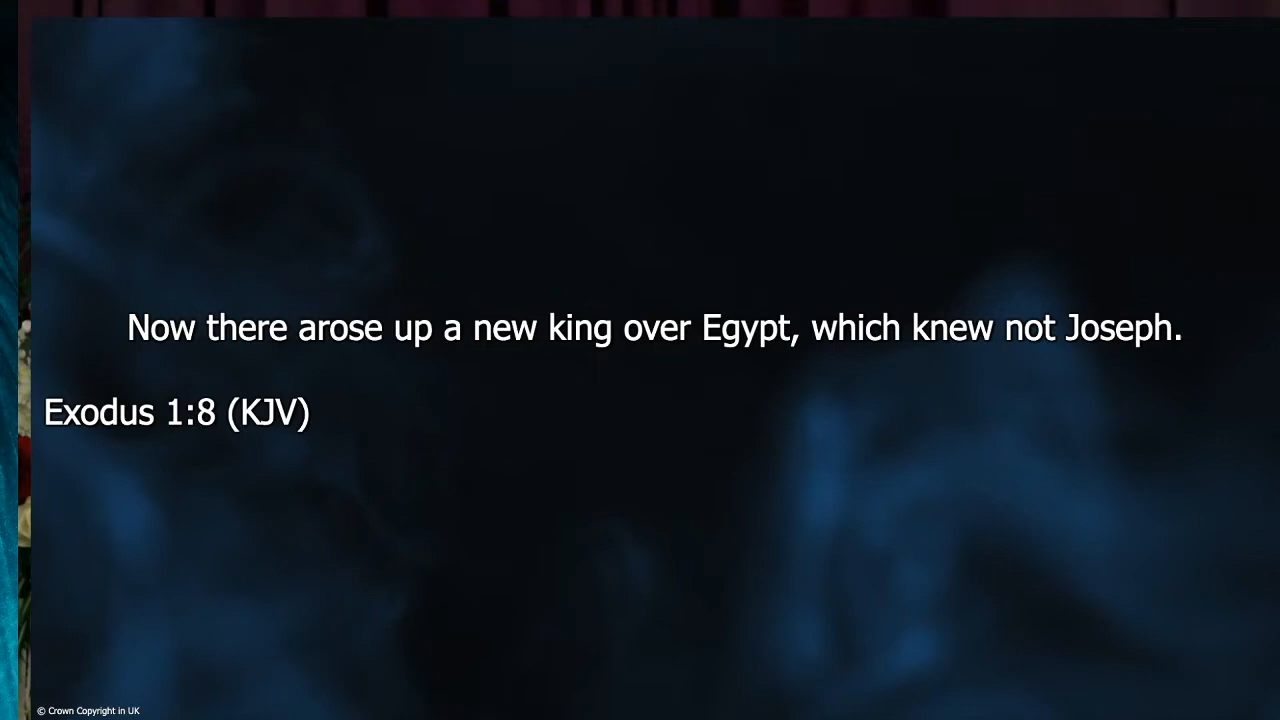 Now there arose up a new king over Egypt, which knew not Joseph.
Exodus 1:8 (KJV)
© Crown Copyright in UK